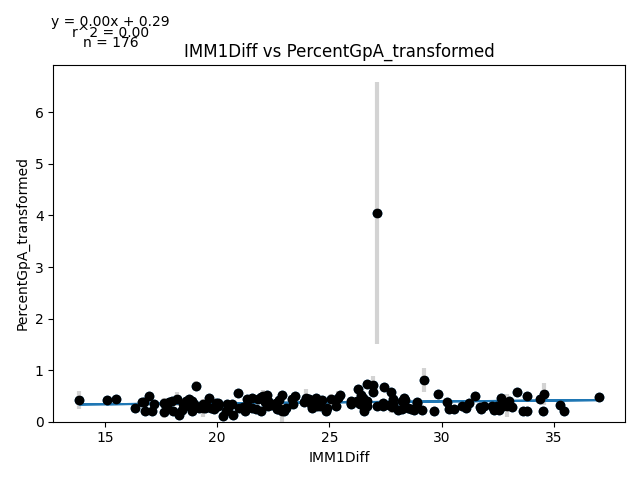 y = 0.00x + 0.29
r^2 = 0.00
n = 176
IMM1Diff vs PercentGpA_transformed
PercentGpA_transformed
6
5
4
3
2
1
0
15 20 25 30 35
IMM1Diff